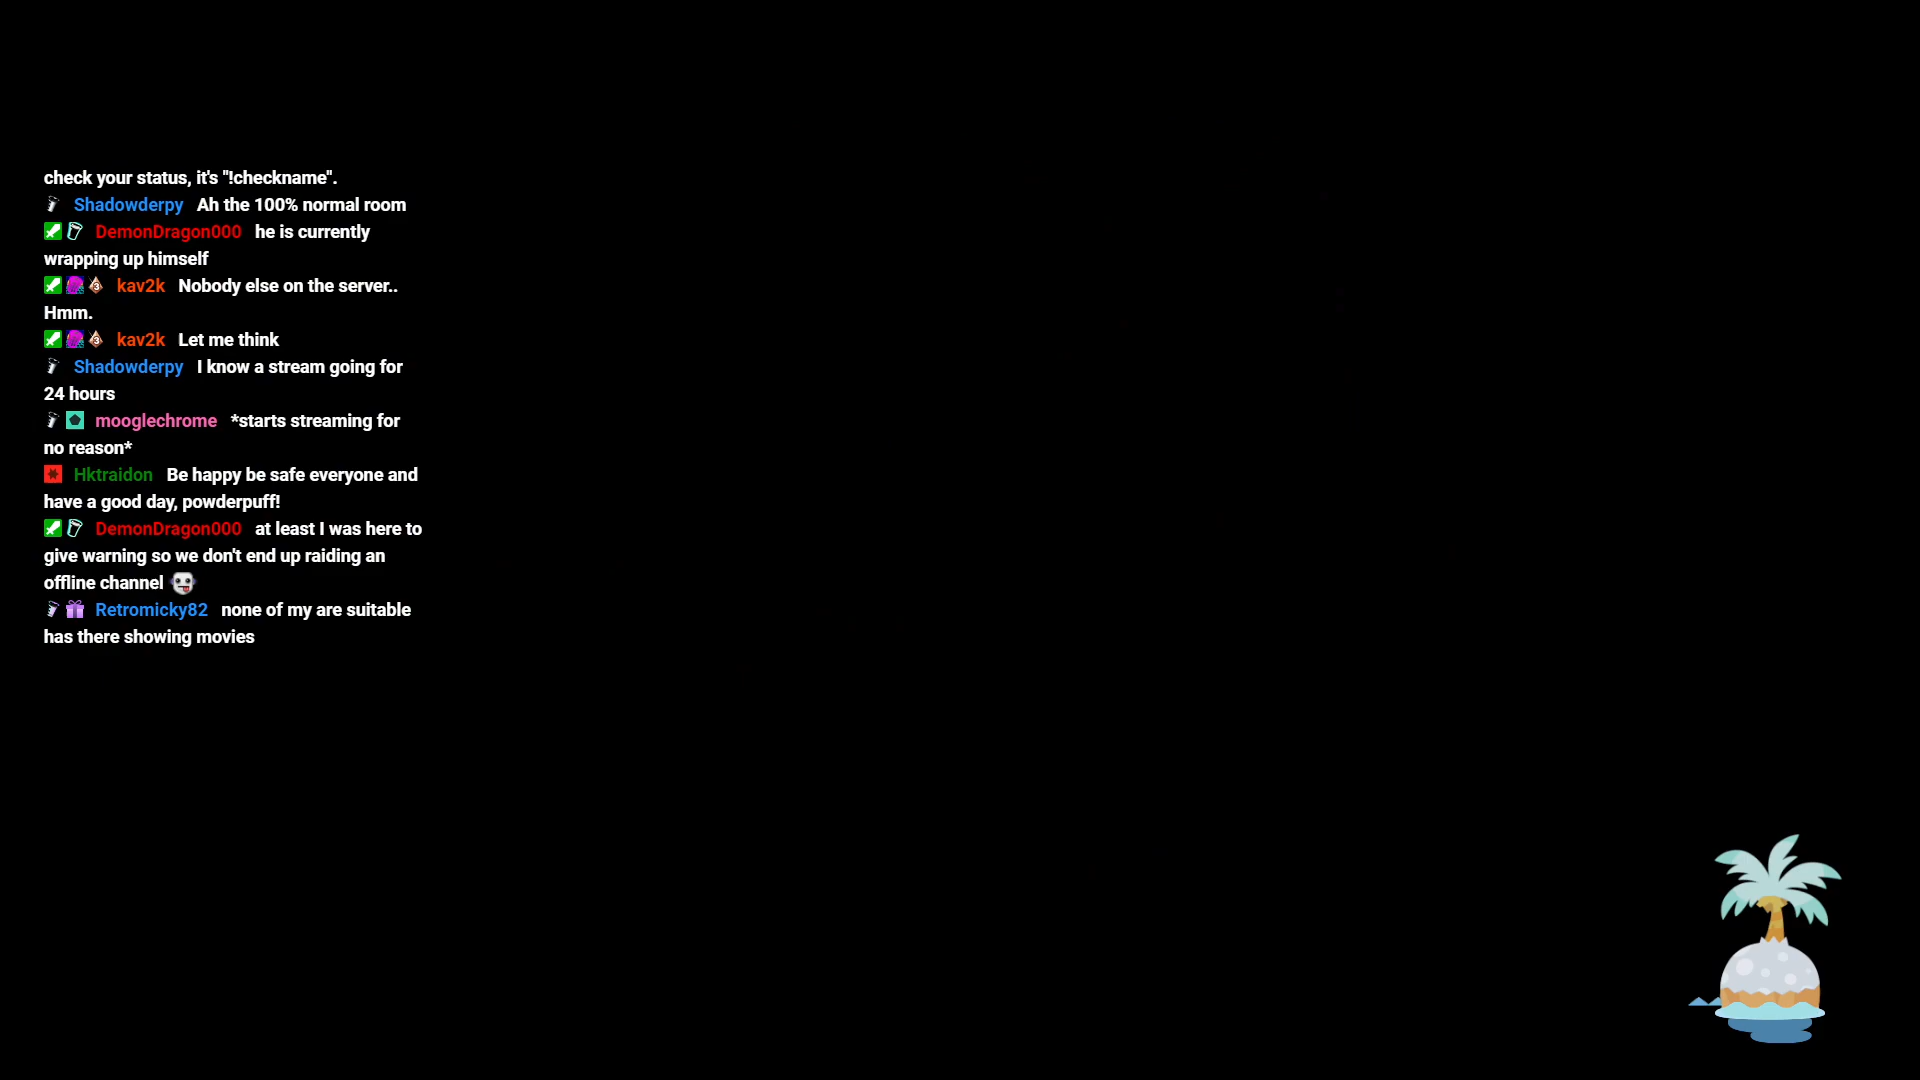 check your status, it's "!checkname".
Shadowderpy Ah the 100% normal room
DemonDragon000 he is currently
wrapping up himself
kav2k Nobody else on the server..
Hmm.
kav2k Let me think
Shadowderpy I know a stream going for
24 hours
mooglechrome *starts streaming for
no reason*
Hktraidon Be happy be safe everyone and
have a good day, powderpuff!
DemonDragon000 at least I was here to
give warning so we don't end up raiding an
offline channel
Retromicky82 none of my are suitable
has there showing movies